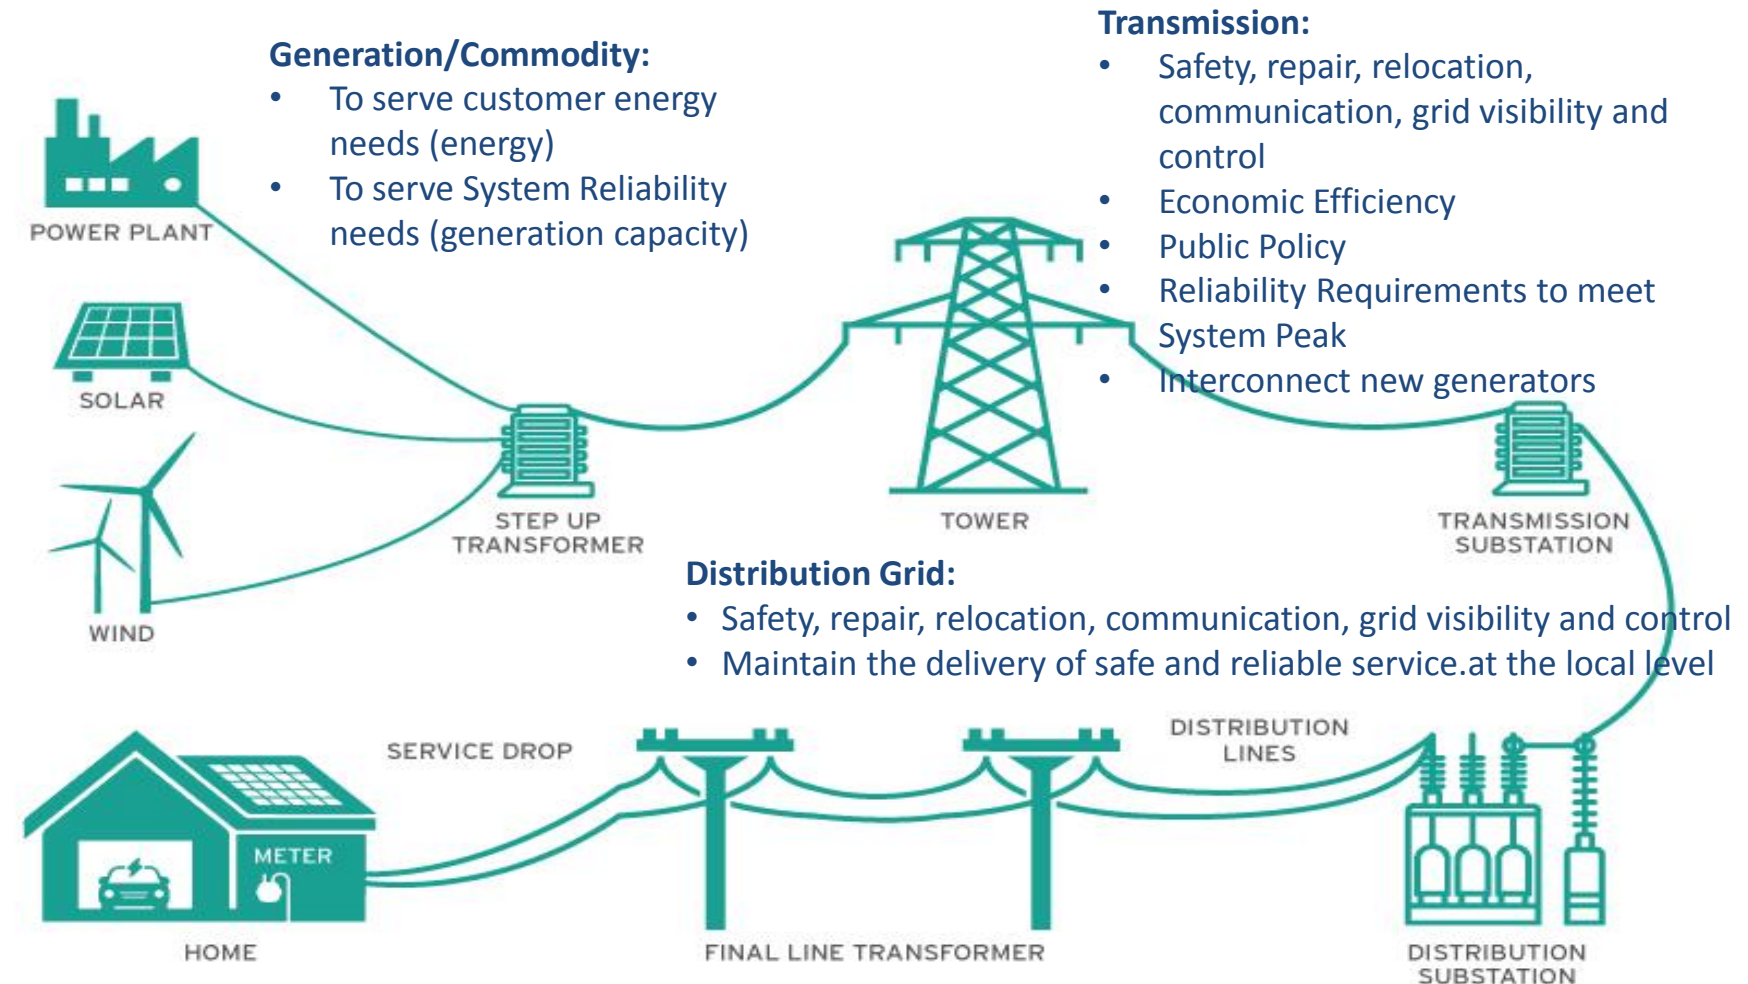 Generation/Commodity:
• To serve customer energy
needs (energy)
• To serve System Reliability
needs (generation capacity)
Transmission:
• Safety, repair, relocation,
communication, grid visibility and
control
• Economic Efficiency
• Public Policy
• Reliability Requirements to meet
System Peak
• Interconnect new generators
POWER PLANT
SOLAR
WIND
STEP UP
TRANSFORMER
TOWER
TRANSMISSION
SUBSTATION
Distribution Grid:
• Safety, repair, relocation, communication, grid visibility and control
• Maintain the delivery of safe and reliable service.at the local level
SERVICE DROP
DISTRIBUTION
LINES
METER
HOME
FINAL LINE TRANSFORMER
DISTRIBUTION
SUBSTATION